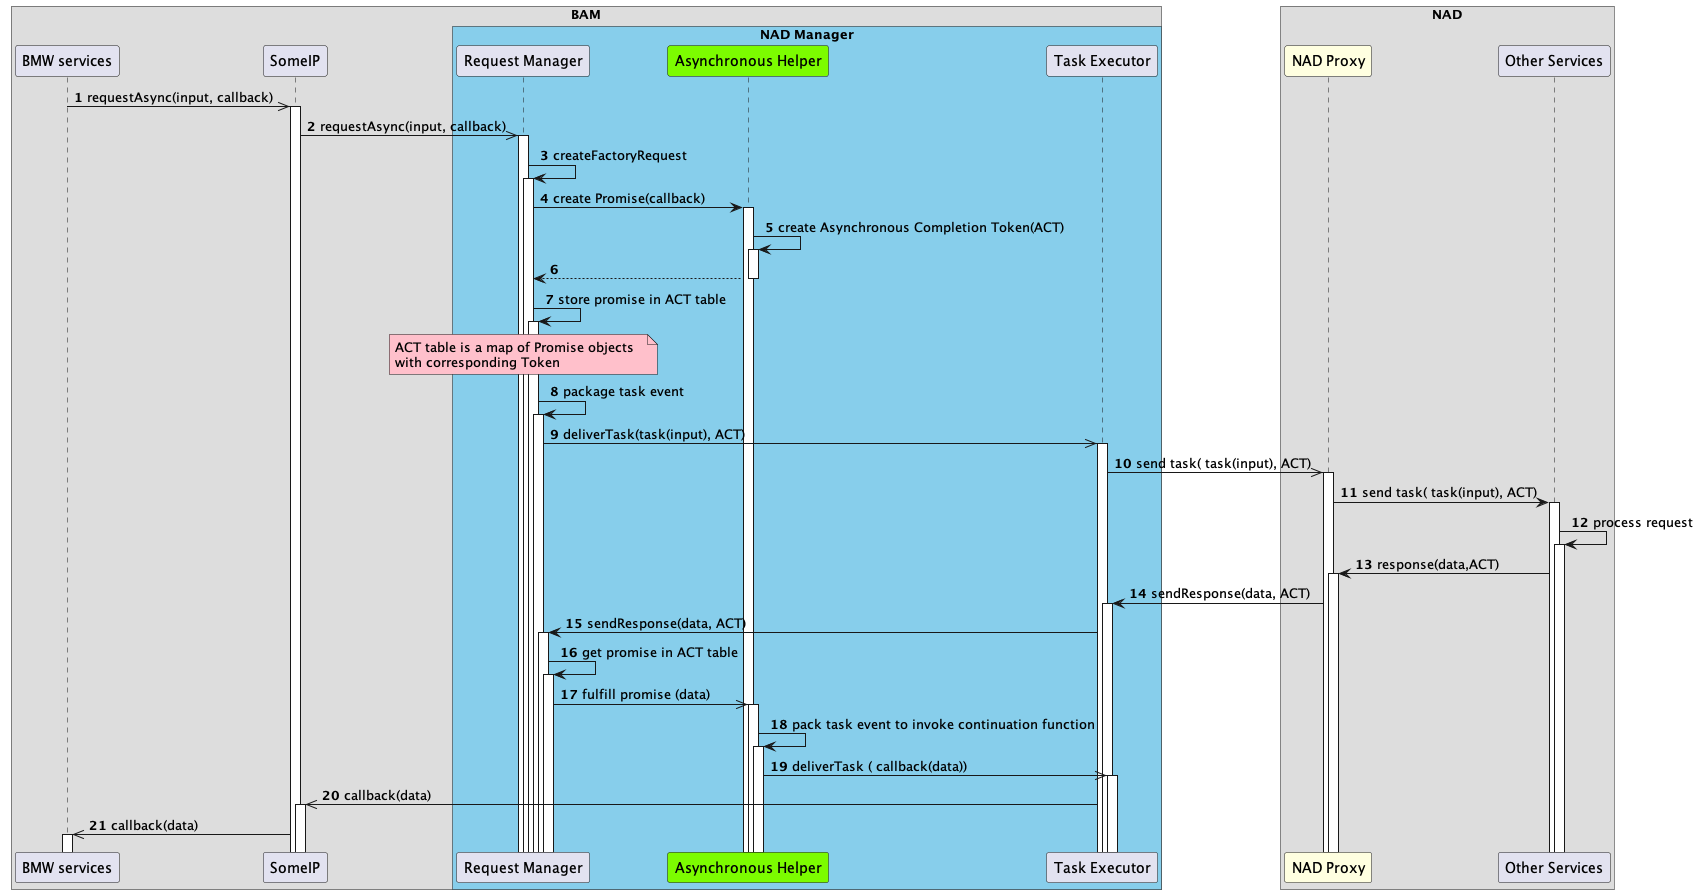 BAM
NAD
NAD Manager
BMW services
SomeIP
Request Manager
Asynchronous Helper
Task Executor
NAD Proxy
Other Services
1 requestAsync(input, callback)
2 requestAsync(input, callback)
3 createFactoryRequest
4 create Promise(callback)
5 create Asynchronous Completion Token(ACT)
6
7 store promise in ACT table
ACT table is a map of Promise objects
with corresponding Token
8 package task event
9 deliverTask(task(input), ACT)
10 send task( task(input), ACT)
11 send task( task(input), ACT)
12 process request
13 response(data,ACT)
14 sendResponse(data, ACT)
15 sendResponse(data, ACT)
16 get promise in ACT table
17 fulfill promise (data)
18 pack task event to invoke continuation function
19 deliverTask ( callback(data))
20 callback(data)
21 callback(data)
BMW services
SomeIP
Request Manager
Asynchronous Helper
Task Executor
NAD Proxy
Other Services